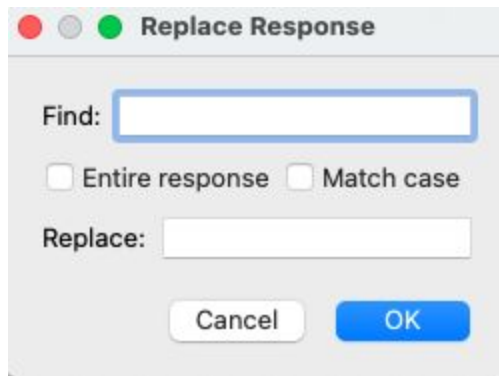 Replace Response
Find:
Entire response Match case
Replace:
Cancel OK